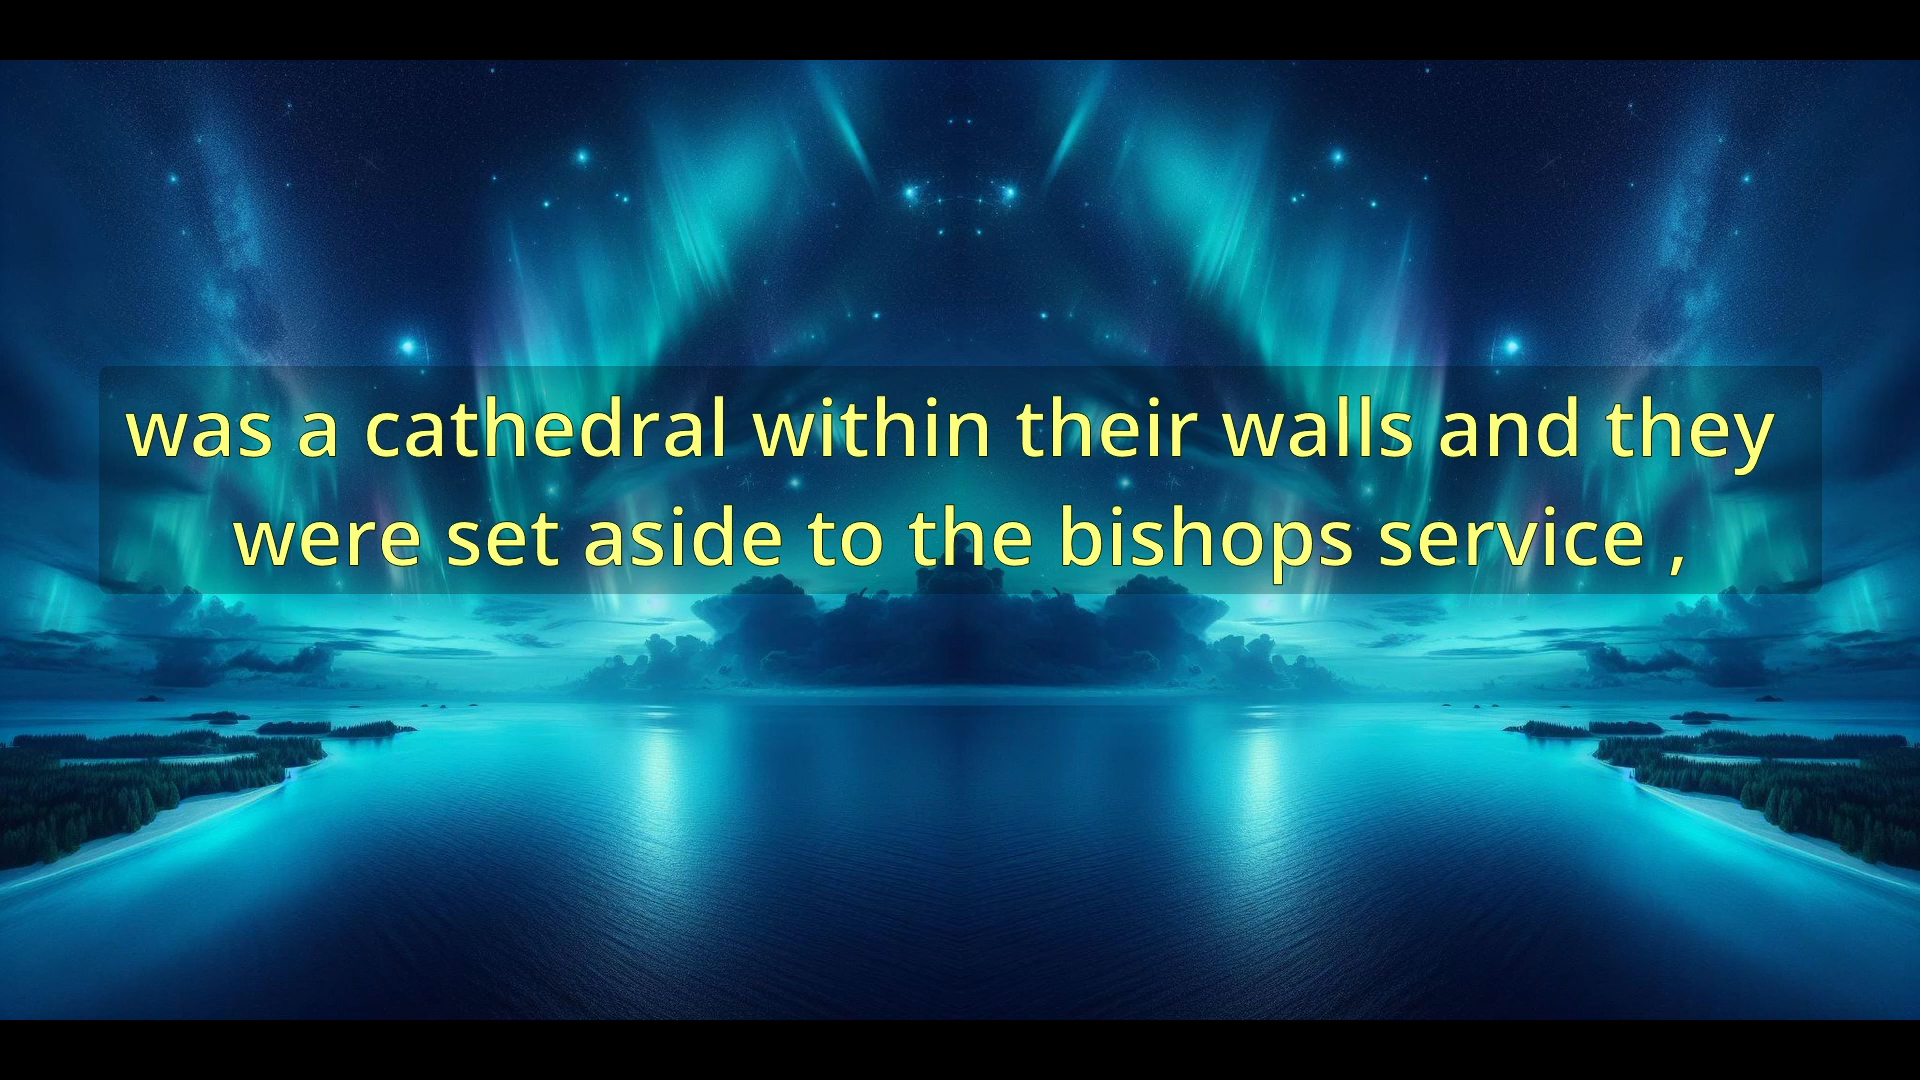 was a cathedral within their walls and they
were set aside to the bishops service ,